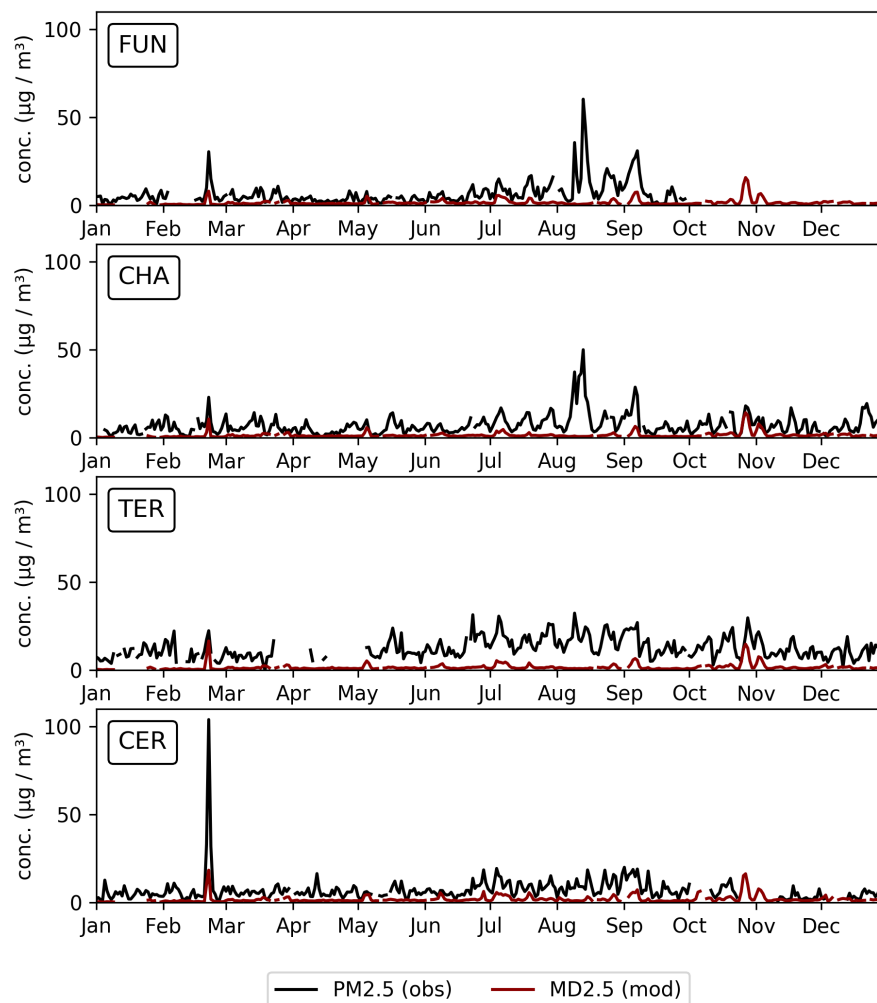 FUN
conc. (µg / m³)
100
50
0
Jan Feb Mar Apr May Jun Jul Aug Sep Oct Nov Dec
CHA
conc. (µg / m³)
100
50
0
Jan Feb Mar Apr May Jun Jul Aug Sep Oct Nov Dec
TER
conc. (µg / m³)
100
50
0
Jan Feb Mar Apr May Jun Jul Aug Sep Oct Nov Dec
CER
conc. (µg / m³)
100
50
0
Jan Feb Mar Apr May Jun Jul Aug Sep Oct Nov Dec
PM2.5 (obs) MD2.5 (mod)